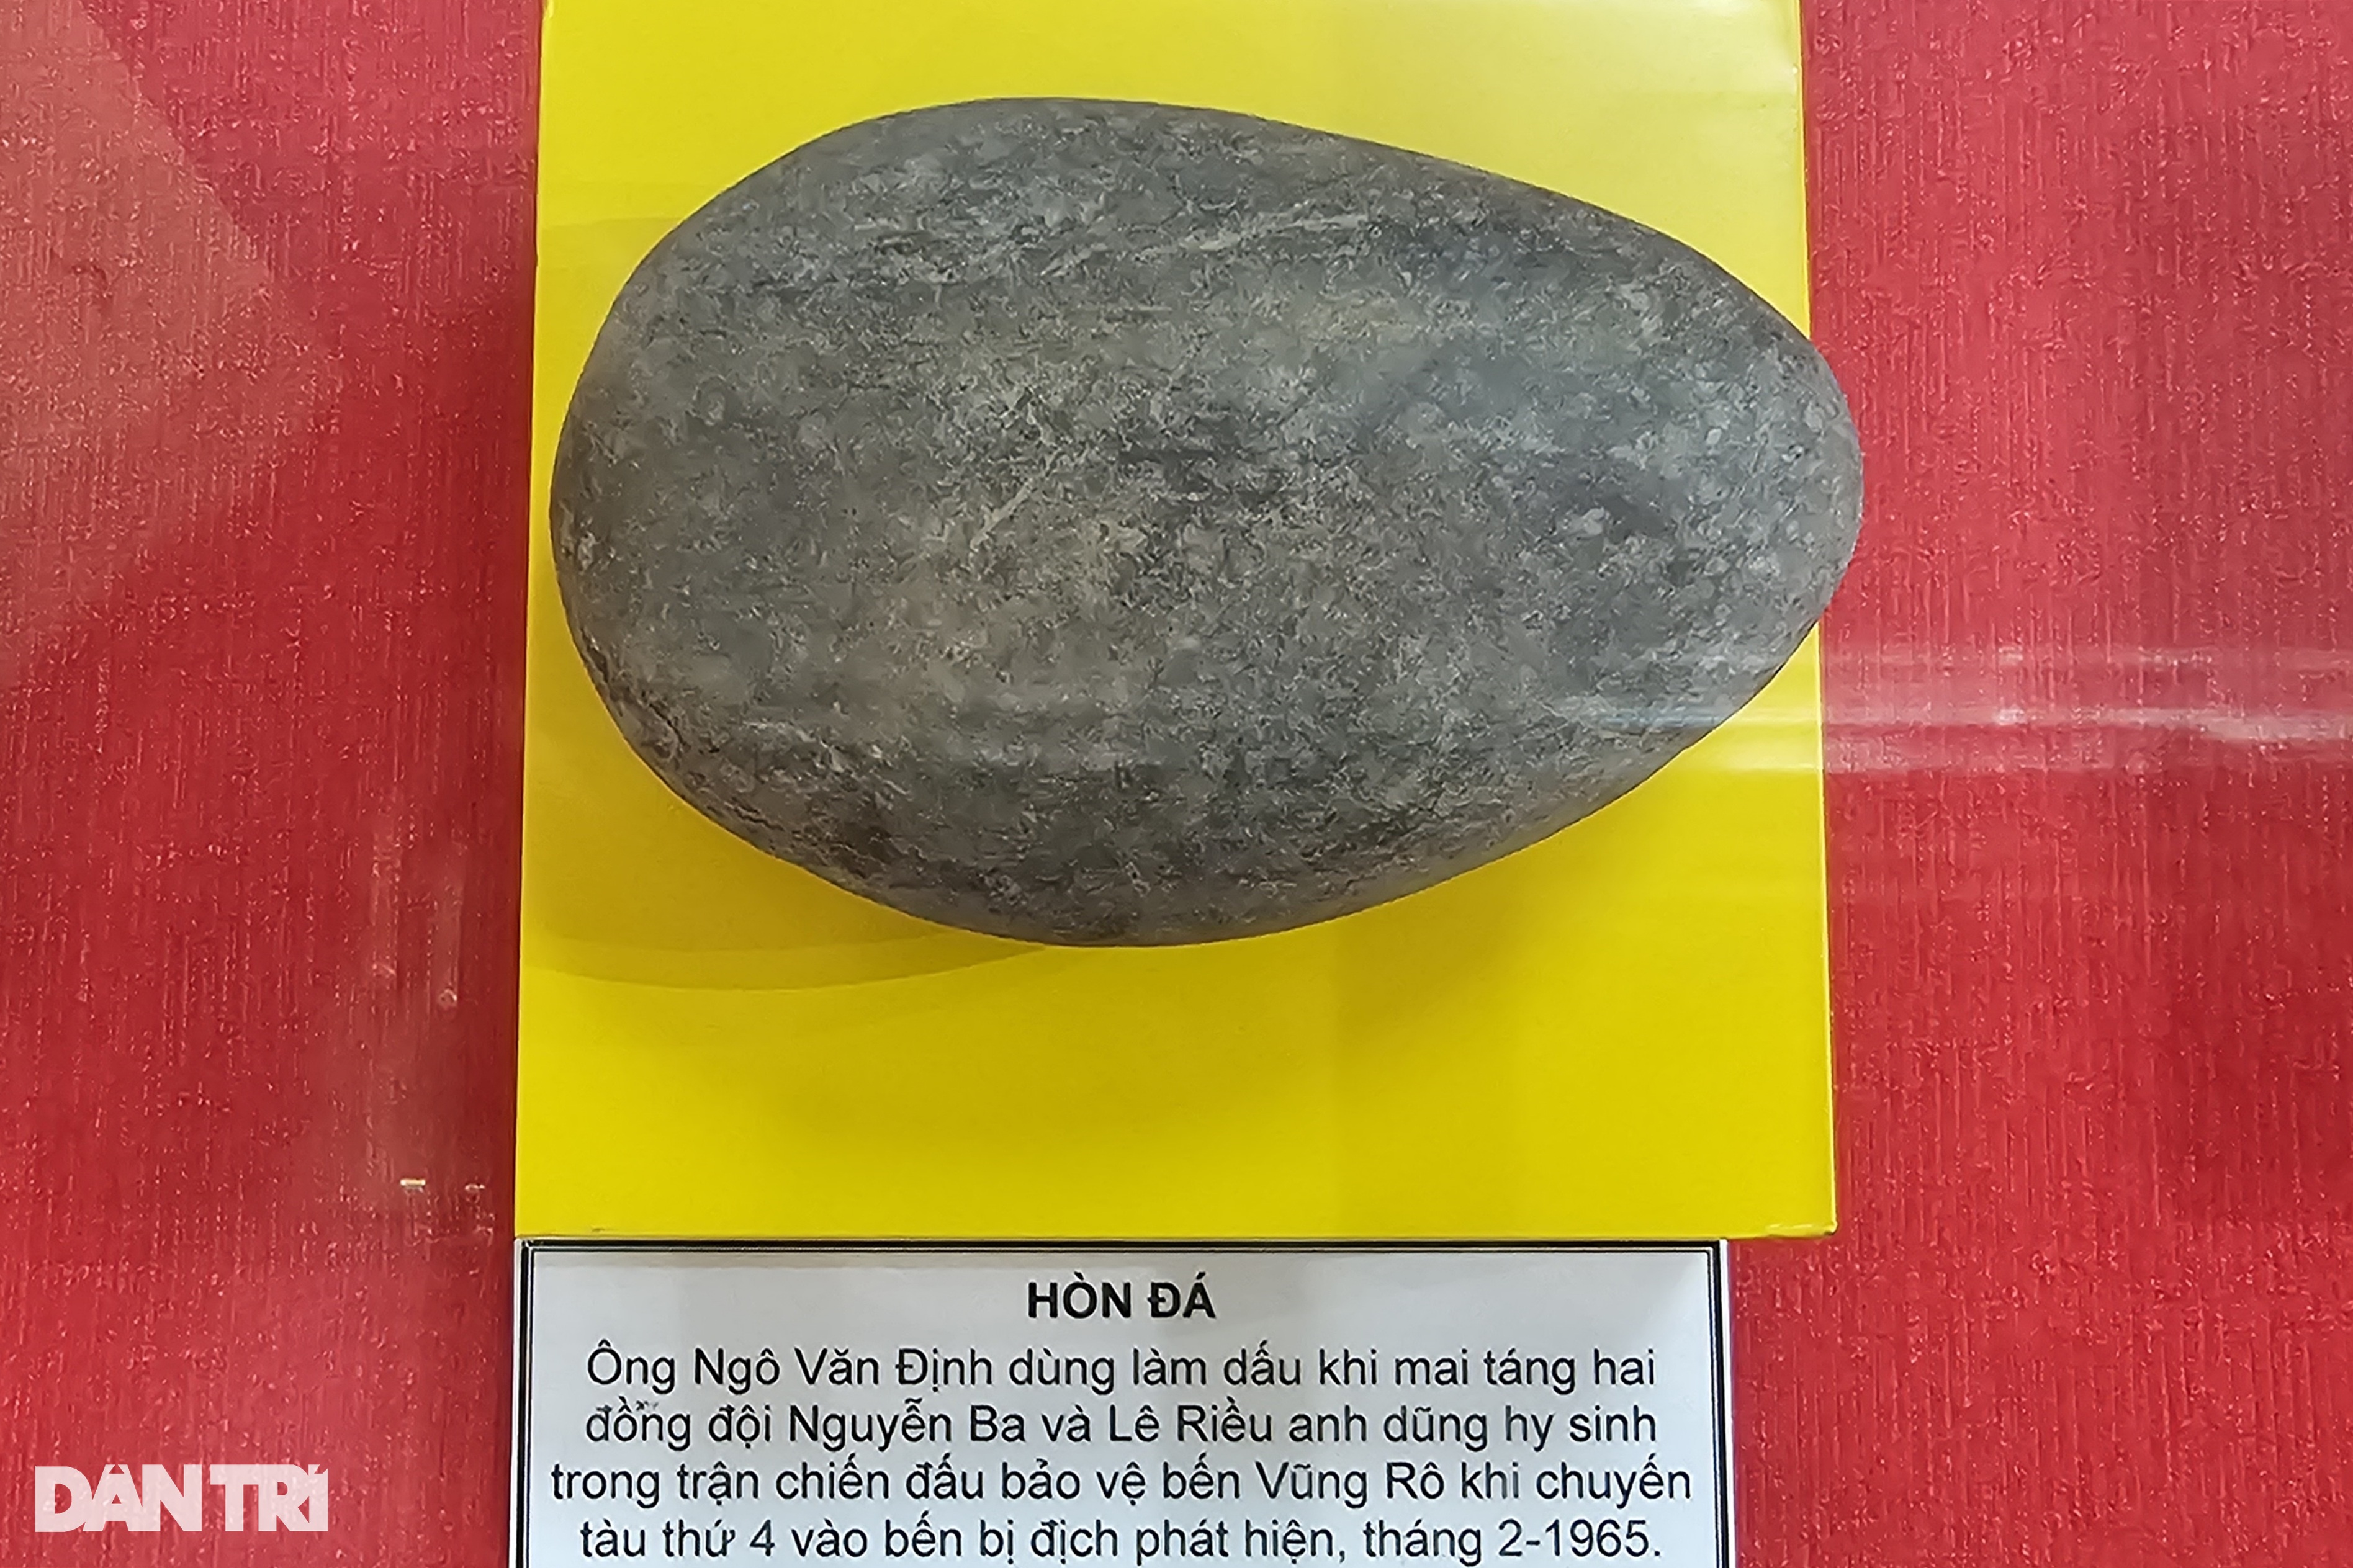 HÒN ĐÁ
Ông Ngô Văn Định dùng làm dấu khi mai táng hai
đồng đội Nguyễn Ba và Lê Riều anh dũng hy sinh
trong trận chiến đấu bảo vệ bến Vũng Rô khi chuyến
tàu thứ 4 vào bến bị địch phát hiện, tháng 2-1965.
DÂN TRÍ